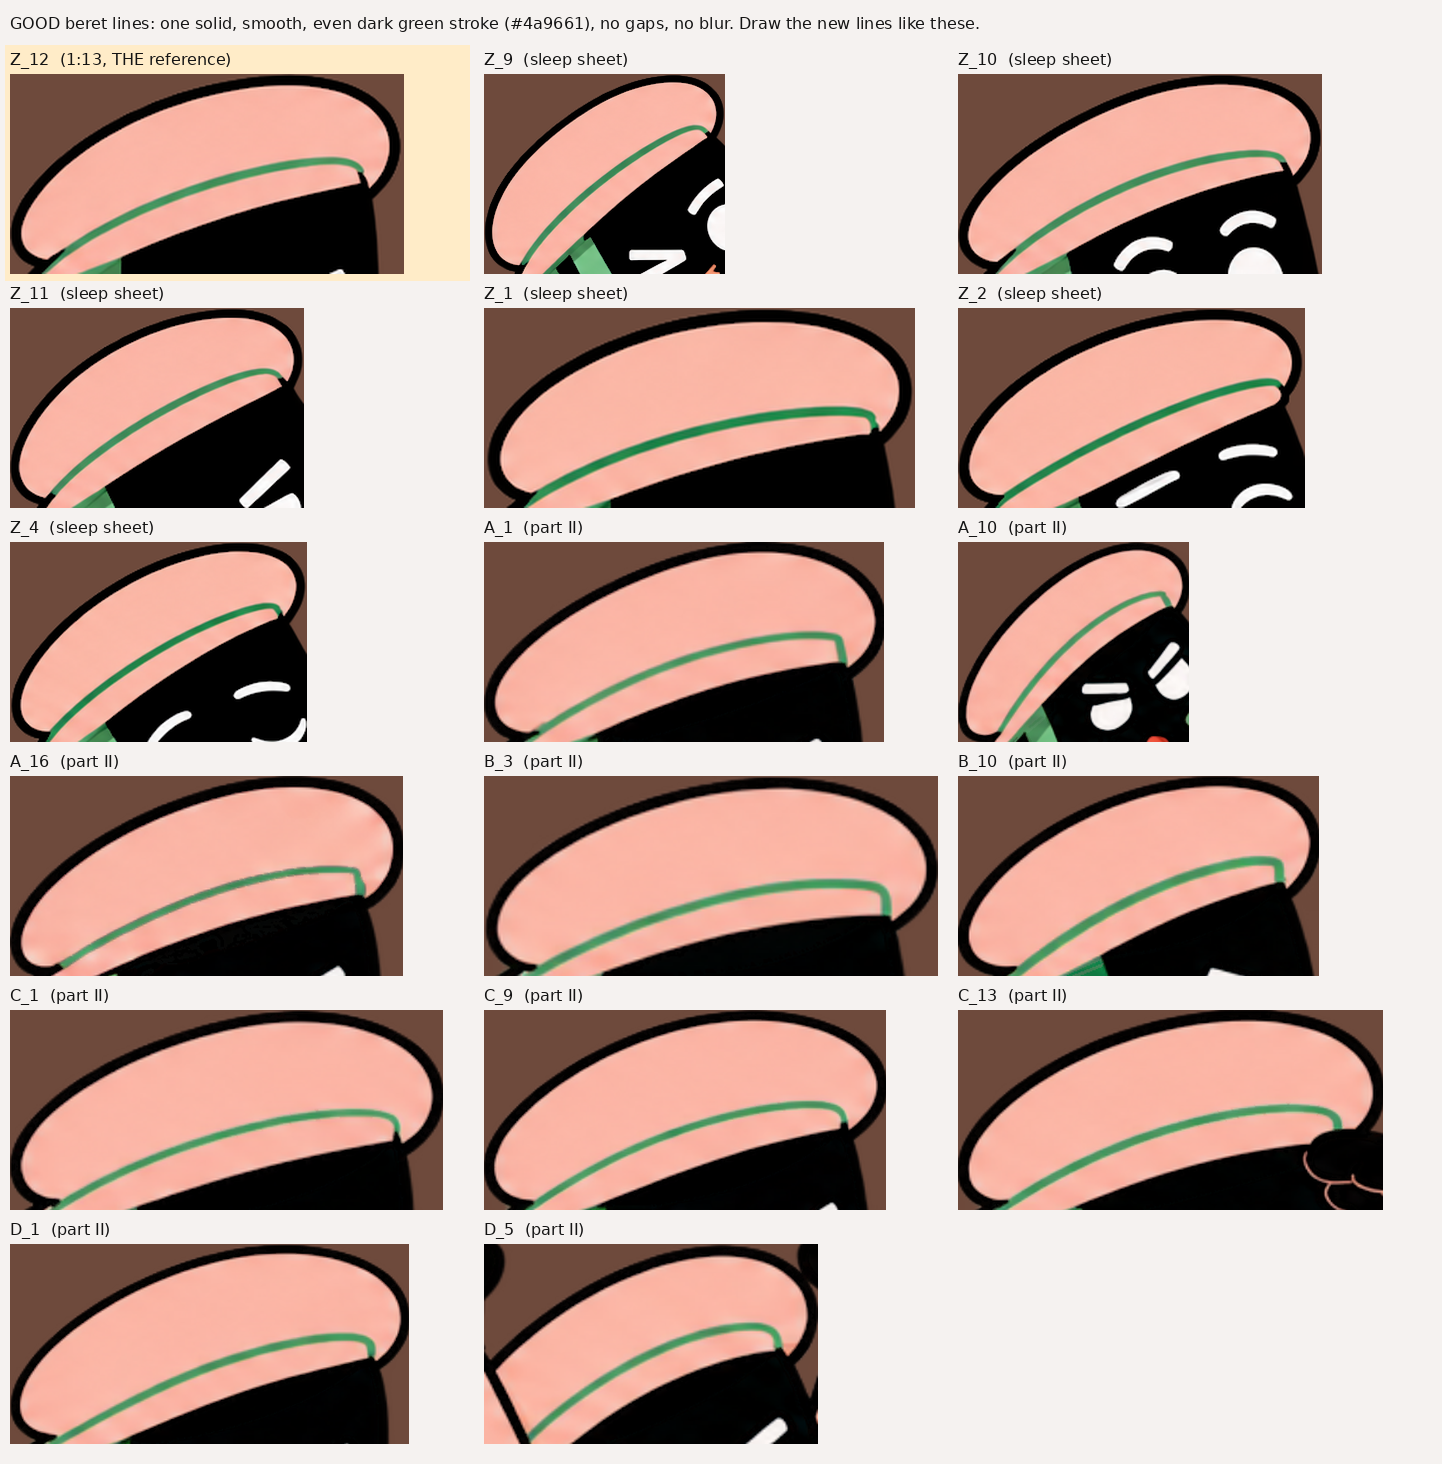 GOOD beret lines: one solid, smooth, even dark green stroke (#4a9661), no gaps, no blur. Draw the new lines like these.
Z_12 (1:13, THE reference)
Z_9 (sleep sheet)
Z_10 (sleep sheet)
Z_11 (sleep sheet)
Z_1 (sleep sheet)
Z_2 (sleep sheet)
Z_4 (sleep sheet)
A_1 (part II)
A_10 (part II)
A_16 (part II)
B_3 (part II)
B_10 (part II)
C_1 (part II)
C_9 (part II)
C_13 (part II)
D_1 (part II)
D_5 (part II)